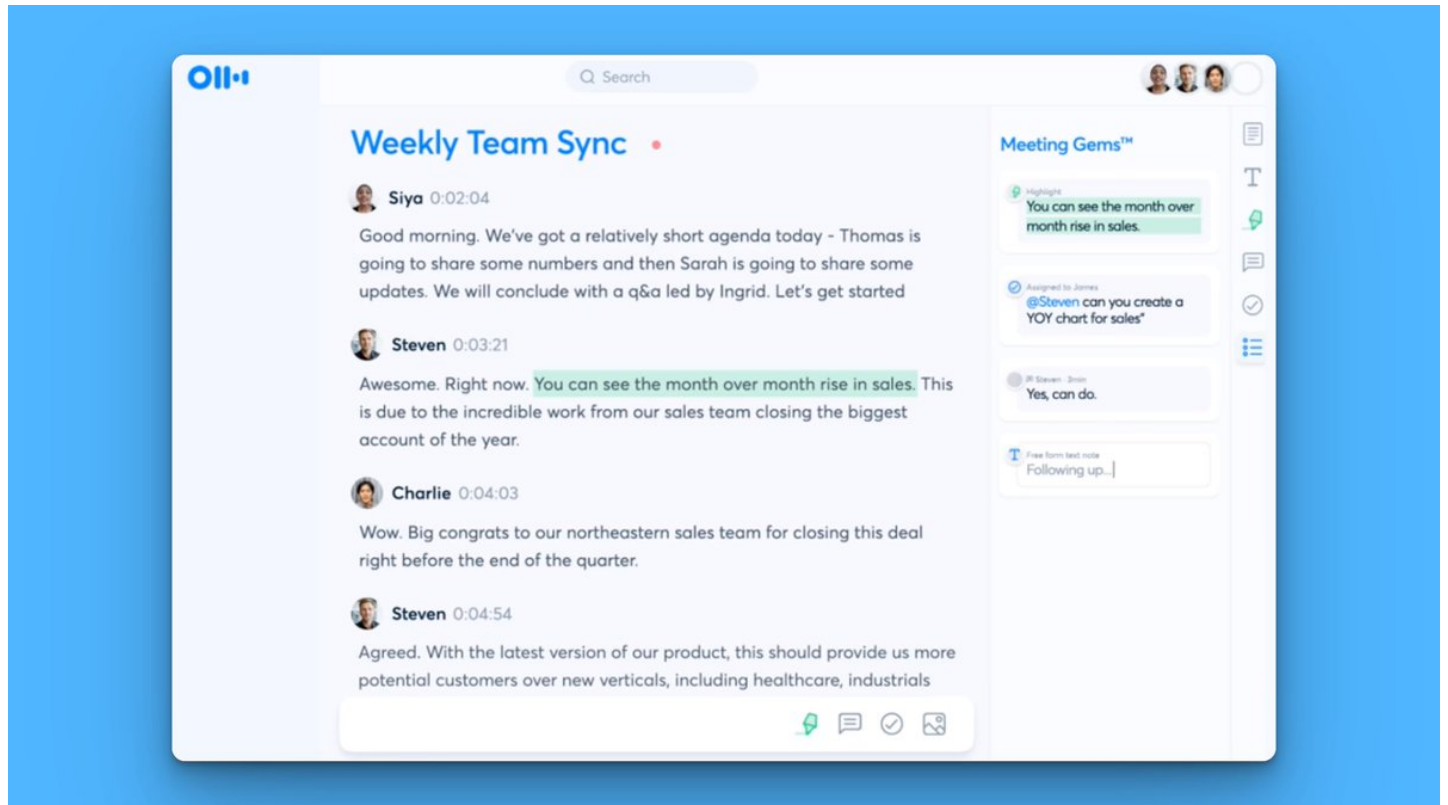 Search
Weekly Team Sync
Siya 0:02:04
Good morning. We've got a relatively short agenda today - Thomas is
going to share some numbers and then Sarah is going to share some
updates. We will conclude with a q&a led by Ingrid. Let's get started
Steven 0:03:21
Awesome. Right now. You can see the month over month rise in sales. This
is due to the incredible work from our sales team closing the biggest
account of the year.
Charlie 0:04:03
Wow. Big congrats to our northeastern sales team for closing this deal
right before the end of the quarter.
Steven 0:04:54
Agreed. With the latest version of our product, this should provide us more
potential customers over new verticals, including healthcare, industrials
Meeting Gems™
Highlight
You can see the month over
month rise in sales.
Assigned to James
@Steven can you create a
YOY chart for sales"
Steven · 2min
Yes, can do.
Free form text note
Following up...
T